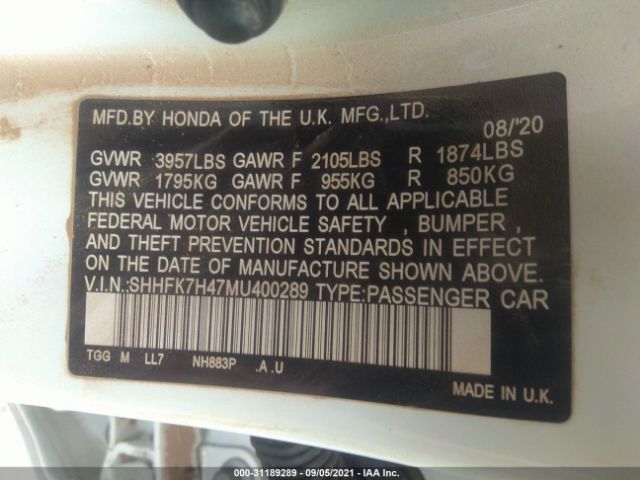 MFD.BY HONDA OF THE U.K. MFG.,LTD.
08/'20
GVWR 3957LBS GAWR F 2105LBS R 1874LBS
GVWR 1795KG GAWR F 955KG R 850KG
THIS VEHICLE CONFORMS TO ALL APPLICABLE
FEDERAL MOTOR VEHICLE SAFETY , BUMPER ,
AND THEFT PREVENTION STANDARDS IN EFFECT
ON THE DATE OF MANUFACTURE SHOWN ABOVE.
V.I.N.:SHHFK7H47MU400289 TYPE:PASSENGER CAR
TGG M LL7 NH883P .A .U
MADE IN U.K.
000-31189289 - 09/05/2021 - IAA Inc.